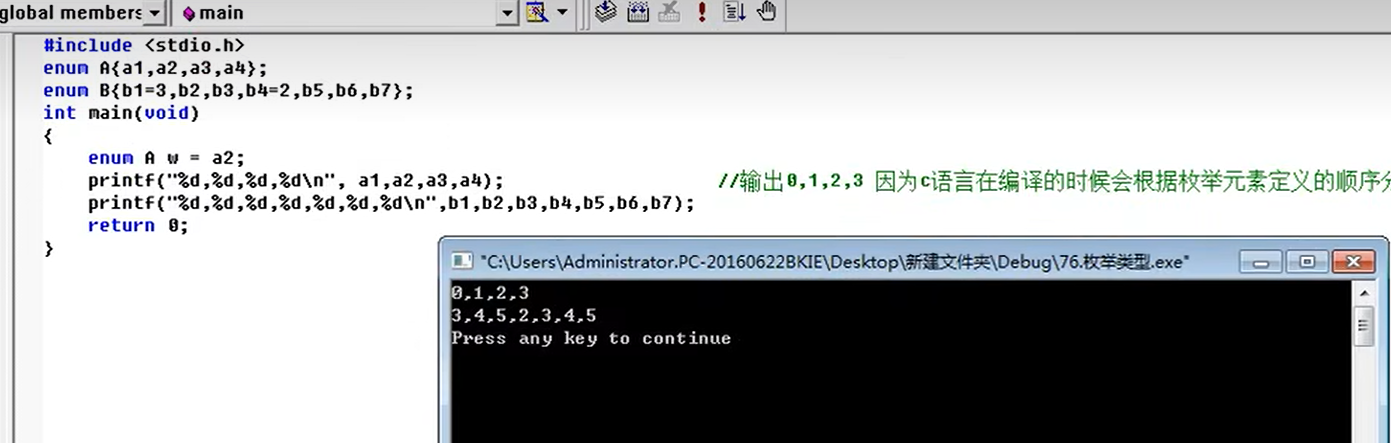 global members
main
#include <stdio.h>
enum A{a1,a2,a3,a4};
enum B{b1=3,b2,b3,b4=2,b5,b6,b7};
int main(void)
{
    enum A w = a2;
    printf("%d,%d,%d,%d\n", a1,a2,a3,a4); //输出0,1,2,3 因为c语言在编译的时候会根据枚举元素定义的顺序
    printf("%d,%d,%d,%d,%d,%d,%d\n",b1,b2,b3,b4,b5,b6,b7);
    return 0;
}
"C:\Users\Administrator.PC-20160622BKIE\Desktop\新建文件夹\Debug\76.枚举类型.exe"
0,1,2,3
3,4,5,2,3,4,5
Press any key to continue